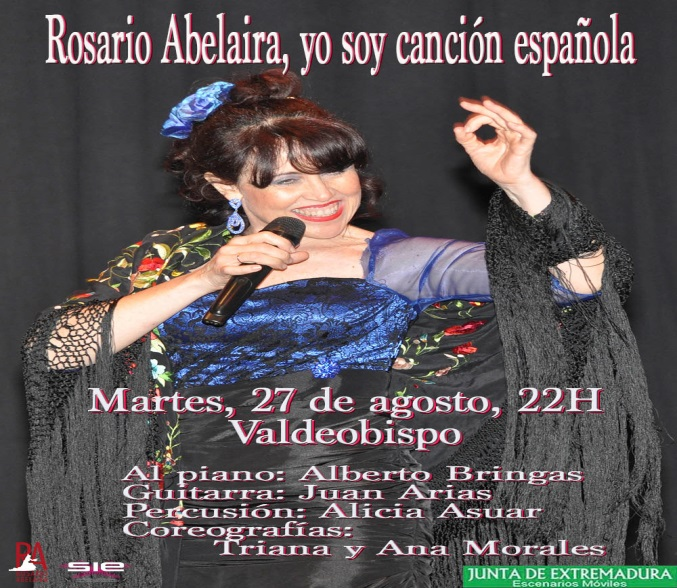 Rosario Abelaira, yo soy canción española
Martes, 27 de agosto, 22H
Valdeobispo
Al piano: Alberto Bringas
Guitarra: Juan Arias
Percusión: Alicia Asuar
Coreografías:
Triana y Ana Morales
RA
sie
JUNTA DE EXTREMADURA
Escenarios Móviles